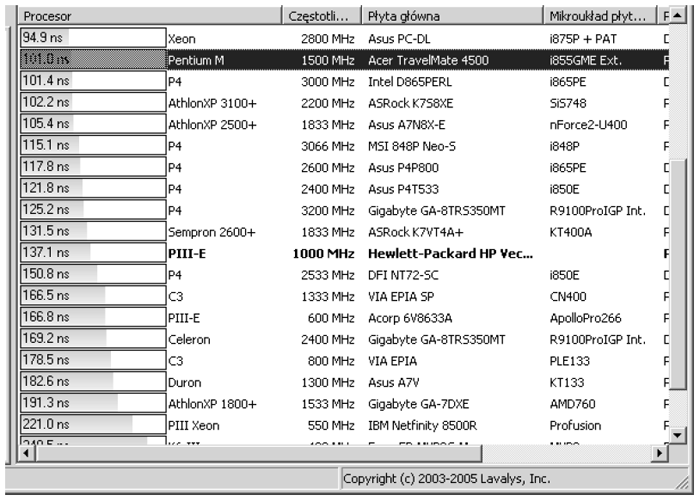 Procesor Częstotli... Płyta główna Mikroukład płyt... P
94.9 ns Xeon 2800 MHz Asus PC-DL i875P + PAT D
101.0 ns Pentium M 1500 MHz Acer TravelMate 4500 i855GME Ext.
101.4 ns P4 3000 MHz Intel D865PERL i865PE
102.2 ns AthlonXP 3100+ 2200 MHz ASRock K7S8XE SiS748 P
105.4 ns AthlonXP 2500+ 1833 MHz Asus A7N8X-E nForce2-U400 P
115.1 ns P4 3066 MHz MSI 848P Neo-S i848P
117.8 ns P4 2600 MHz Asus P4P800 i865PE
121.8 ns P4 2400 MHz Asus P4T533 i850E
125.2 ns P4 3200 MHz Gigabyte GA-8TRS350MT R9100ProIGP Int.
131.5 ns Sempron 2600+ 1833 MHz ASRock K7VT4A+ KT400A
137.1 ns PIII-E 1000 MHz Hewlett-Packard HP Vec...
150.8 ns P4 2533 MHz DFI NT72-SC i850E
166.5 ns C3 1333 MHz VIA EPIA SP CN400
166.8 ns PIII-E 600 MHz Acorp 6V8633A ApolloPro266
169.2 ns Celeron 2400 MHz Gigabyte GA-8TRS350MT R9100ProIGP Int.
178.5 ns C3 800 MHz VIA EPIA PLE133
182.6 ns Duron 1300 MHz Asus A7V KT133
191.3 ns AthlonXP 1800+ 1533 MHz Gigabyte GA-7DXE AMD760
221.0 ns PIII Xeon 550 MHz IBM Netfinity 8500R Profusion
Copyright (c) 2003-2005 Lavalys, Inc.